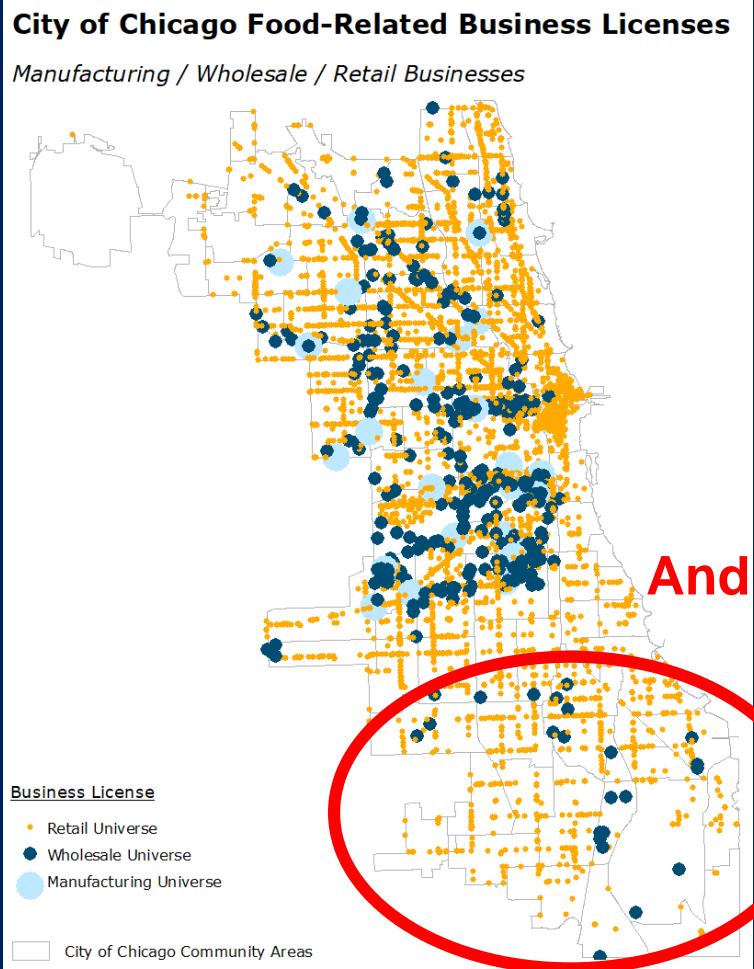 City of Chicago Food-Related Business Licenses
Manufacturing / Wholesale / Retail Businesses
And
Business License
Retail Universe
Wholesale Universe
Manufacturing Universe
City of Chicago Community Areas